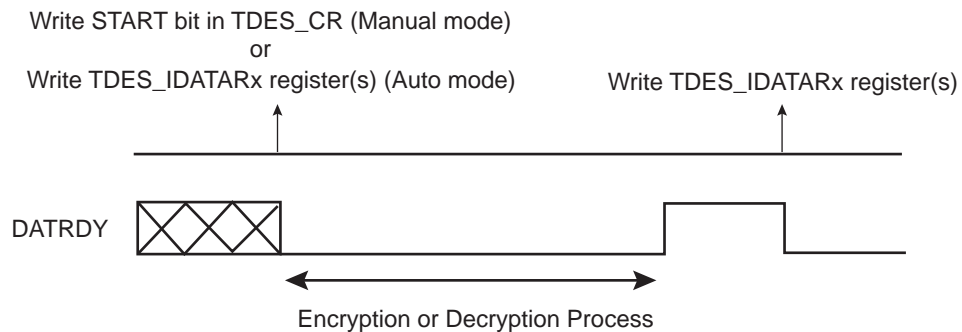 Write START bit in TDES_CR (Manual mode)
or
Write TDES_IDATARx register(s) (Auto mode)
Write TDES_IDATARx register(s)
DATRDY
Encryption or Decryption Process